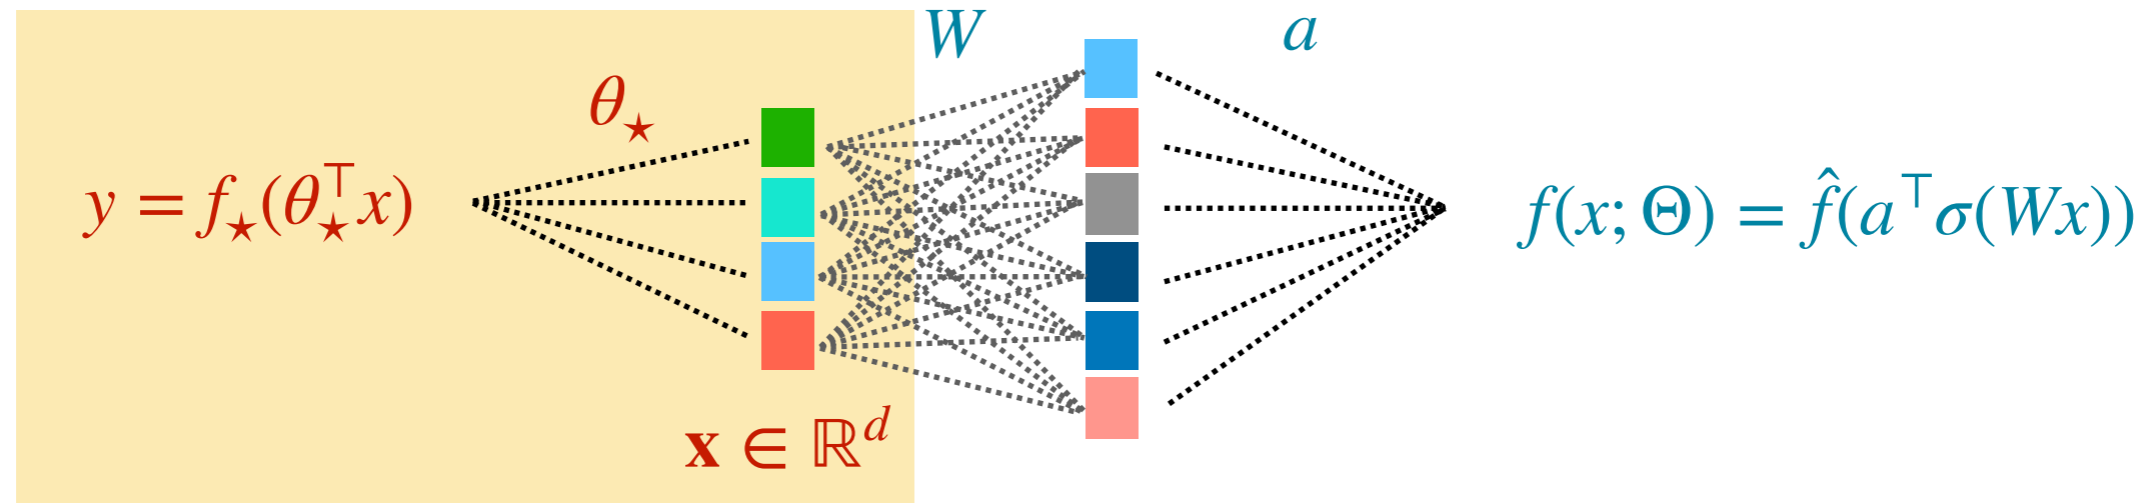 W
a
θ⋆
y = f⋆(θ⋆⊤x)
f(x; Θ) = f̂(a⊤σ(Wx))
x ∈ ℝᵈ